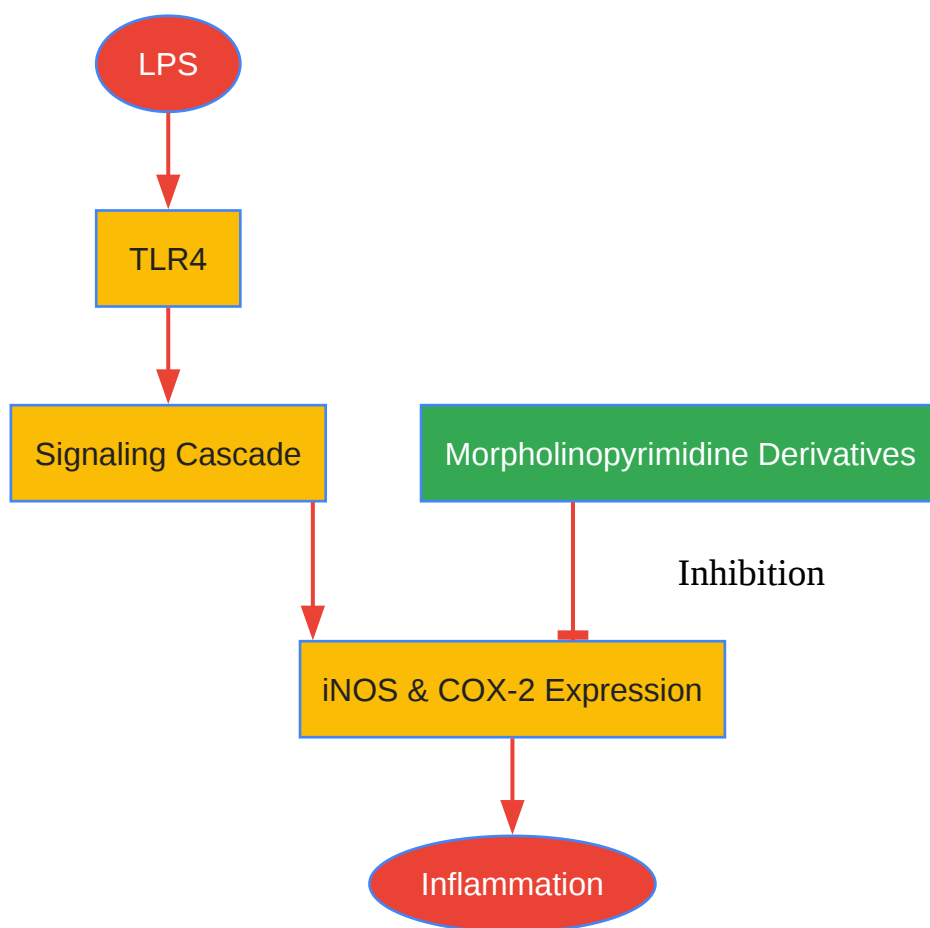 LPS
TLR4
Signaling Cascade
Morpholinopyrimidine Derivatives
Inhibition
iNOS & COX-2 Expression
Inflammation